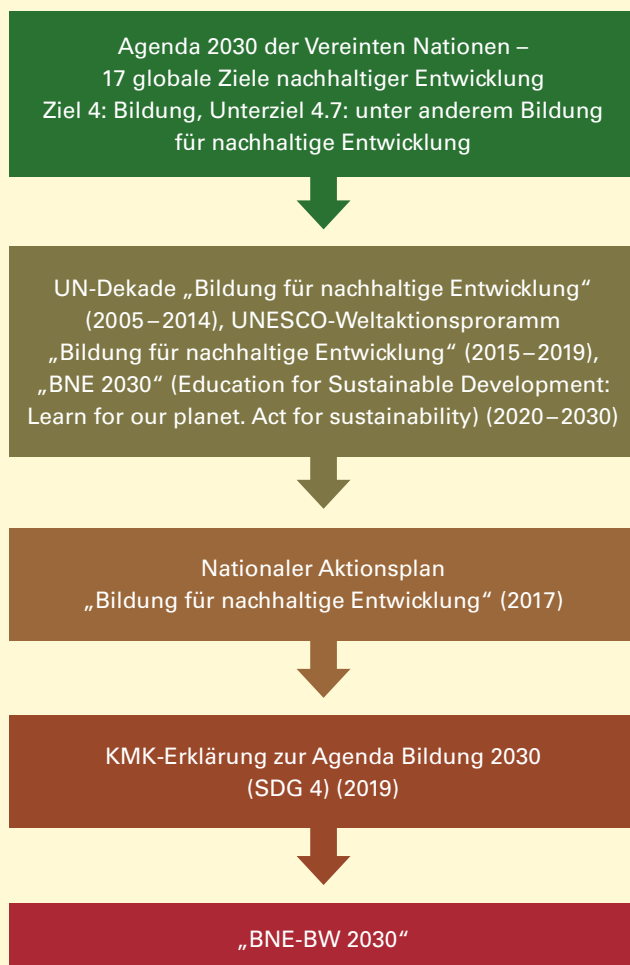 Agenda 2030 der Vereinten Nationen –
17 globale Ziele nachhaltiger Entwicklung
Ziel 4: Bildung, Unterziel 4.7: unter anderem Bildung
für nachhaltige Entwicklung
UN-Dekade „Bildung für nachhaltige Entwicklung“
(2005–2014), UNESCO-Weltaktionsproramm
„Bildung für nachhaltige Entwicklung“ (2015–2019),
„BNE 2030“ (Education for Sustainable Development:
Learn for our planet. Act for sustainability) (2020–2030)
Nationaler Aktionsplan
„Bildung für nachhaltige Entwicklung“ (2017)
KMK-Erklärung zur Agenda Bildung 2030
(SDG 4) (2019)
„BNE-BW 2030“